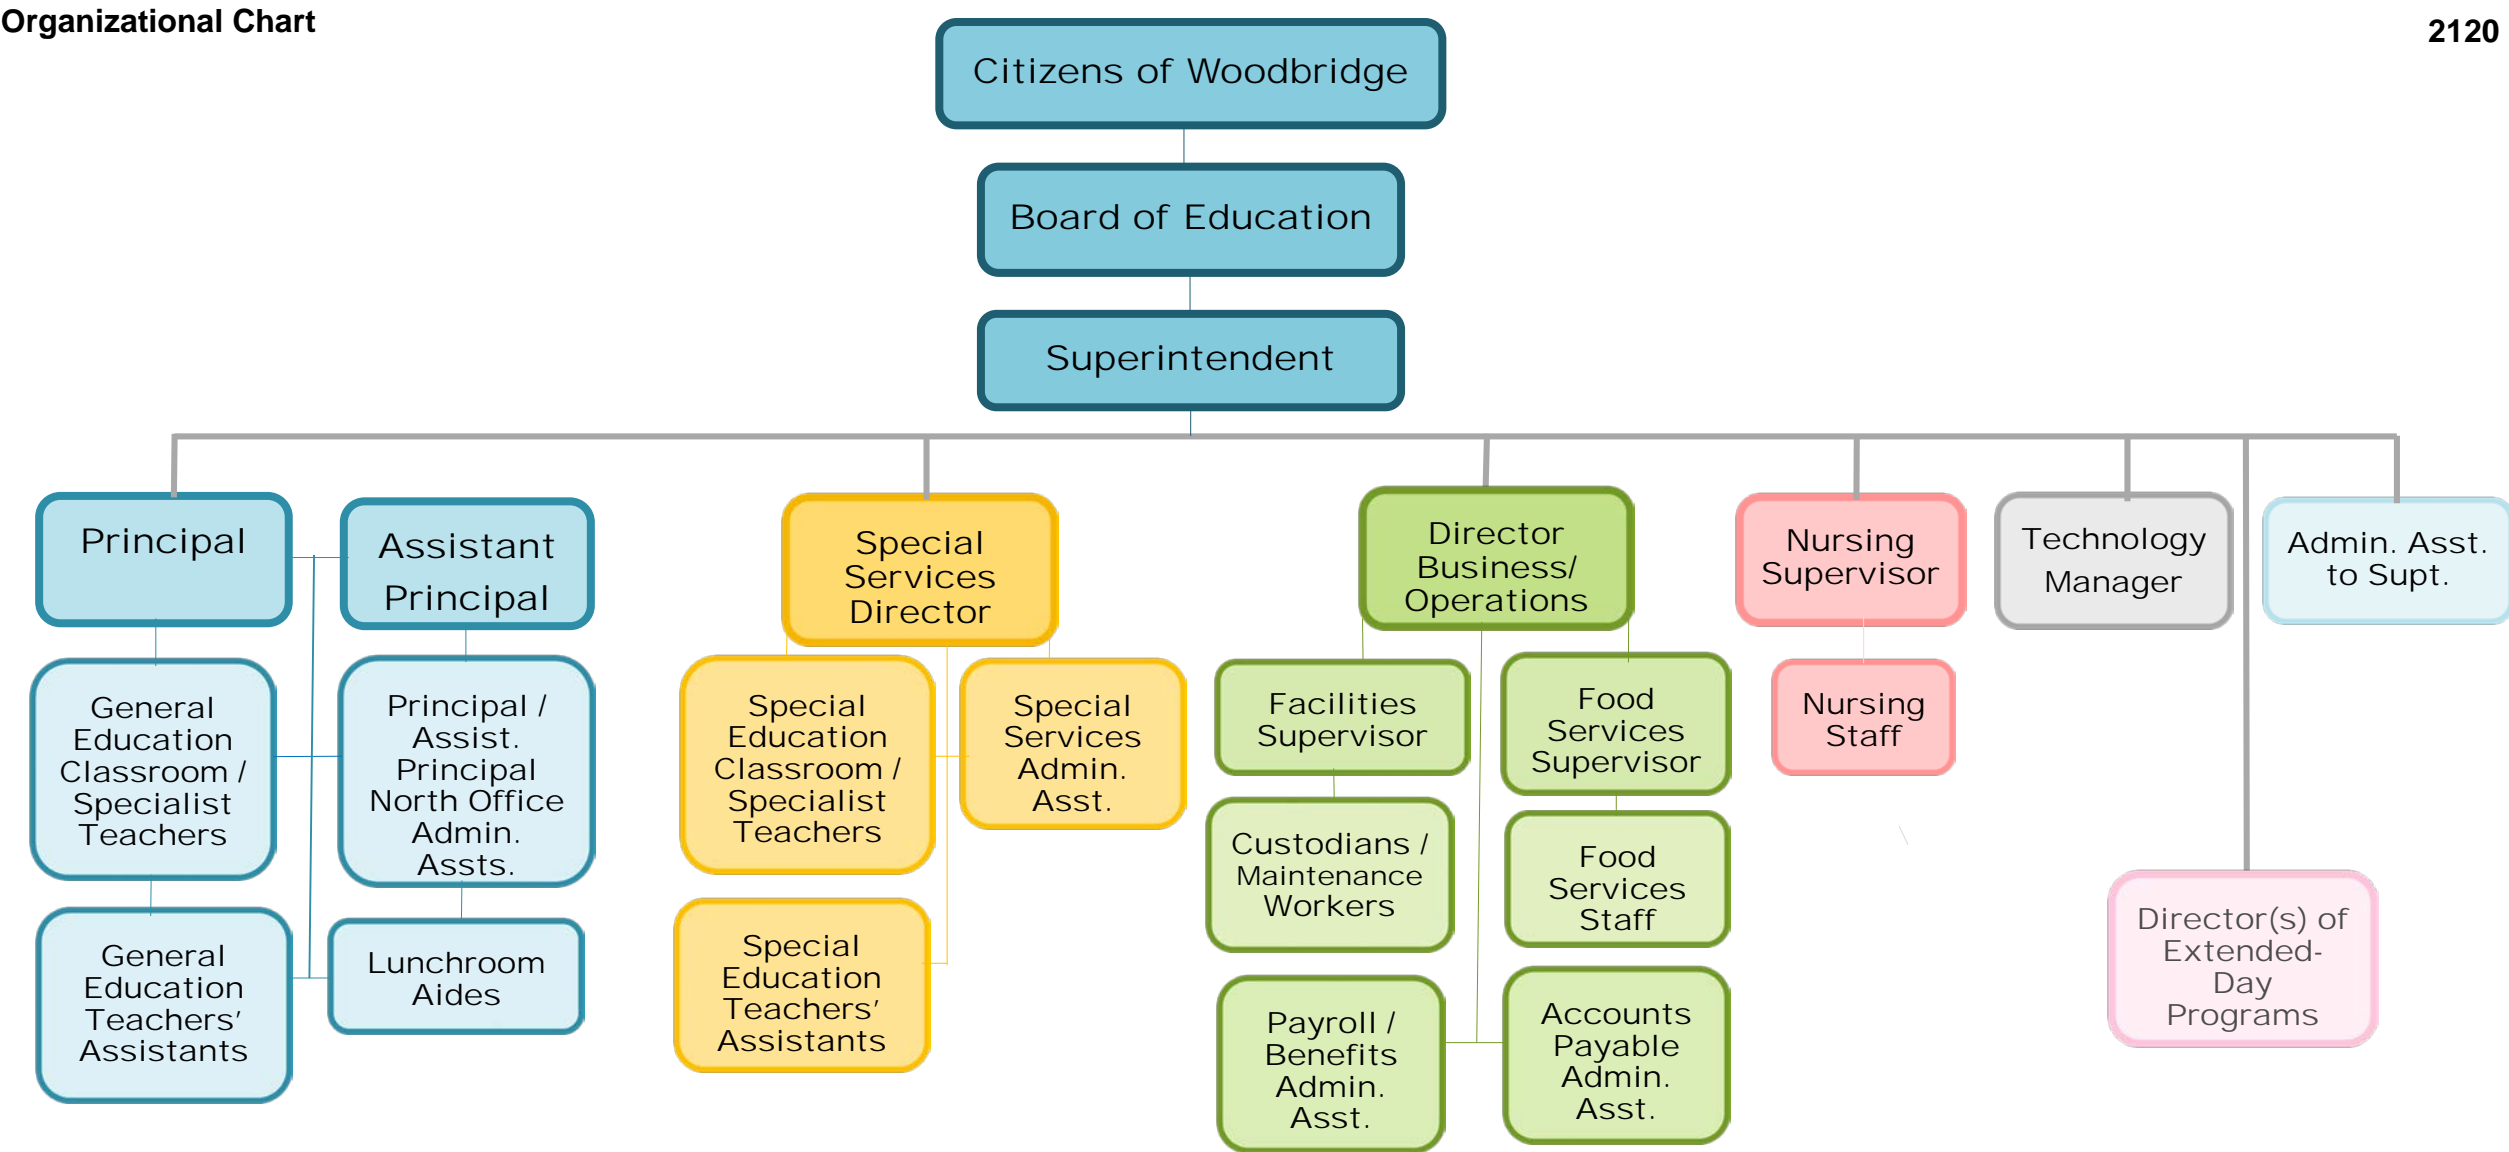 Organizational Chart
2120
Citizens of Woodbridge
Board of Education
Superintendent
Principal
Assistant
Principal
Special
Services
Director
Director
Business/
Operations
Nursing
Supervisor
Technology
Manager
Admin. Asst.
to Supt.
General
Education
Classroom /
Specialist
Teachers
Principal /
Assist.
Principal
North Office
Admin.
Assts.
Special
Education
Classroom /
Specialist
Teachers
Special
Services
Admin.
Asst.
Facilities
Supervisor
Food
Services
Supervisor
Nursing
Staff
Custodians /
Maintenance
Workers
Food
Services
Staff
Director(s) of
Extended-
Day
Programs
General
Education
Teachers’
Assistants
Lunchroom
Aides
Special
Education
Teachers’
Assistants
Payroll /
Benefits
Admin.
Asst.
Accounts
Payable
Admin.
Asst.